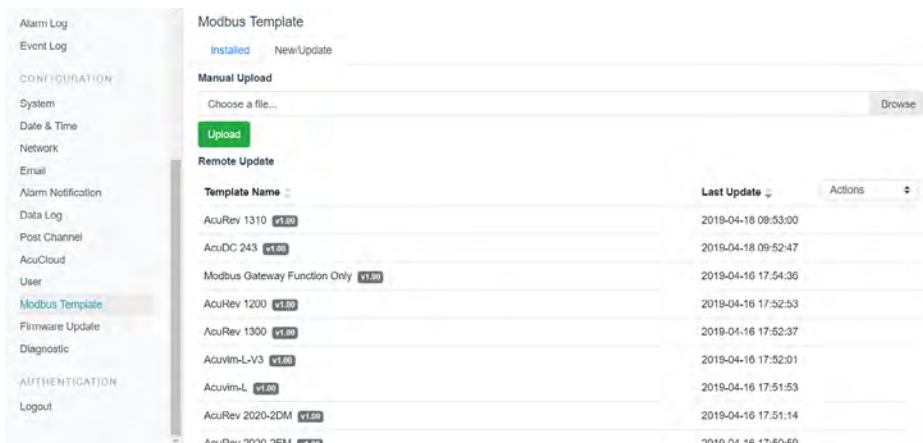 Alarm Log
Event Log
CONFIGURATION
System
Date & Time
Network
Email
Alarm Notification
Data Log
Post Channel
AcuCloud
User
Modbus Template
Firmware Update
Diagnostic
AUTHENTICATION
Logout
Modbus Template
Installed New/Update
Manual Upload
Choose a file... Browse
Upload
Remote Update
Template Name Last Update Actions
AcuRev 1310 v1.00 2019-04-18 09:53:00
AcuDC 243 v1.00 2019-04-18 09:52:47
Modbus Gateway Function Only v1.00 2019-04-16 17:54:36
AcuRev 1200 v1.00 2019-04-16 17:52:53
AcuRev 1300 v1.00 2019-04-16 17:52:37
Acuvim-L-V3 v1.00 2019-04-16 17:52:01
Acuvim-L v1.00 2019-04-16 17:51:53
AcuRev 2020-2DM v1.00 2019-04-16 17:51:14
AcuRev 2019-04-16